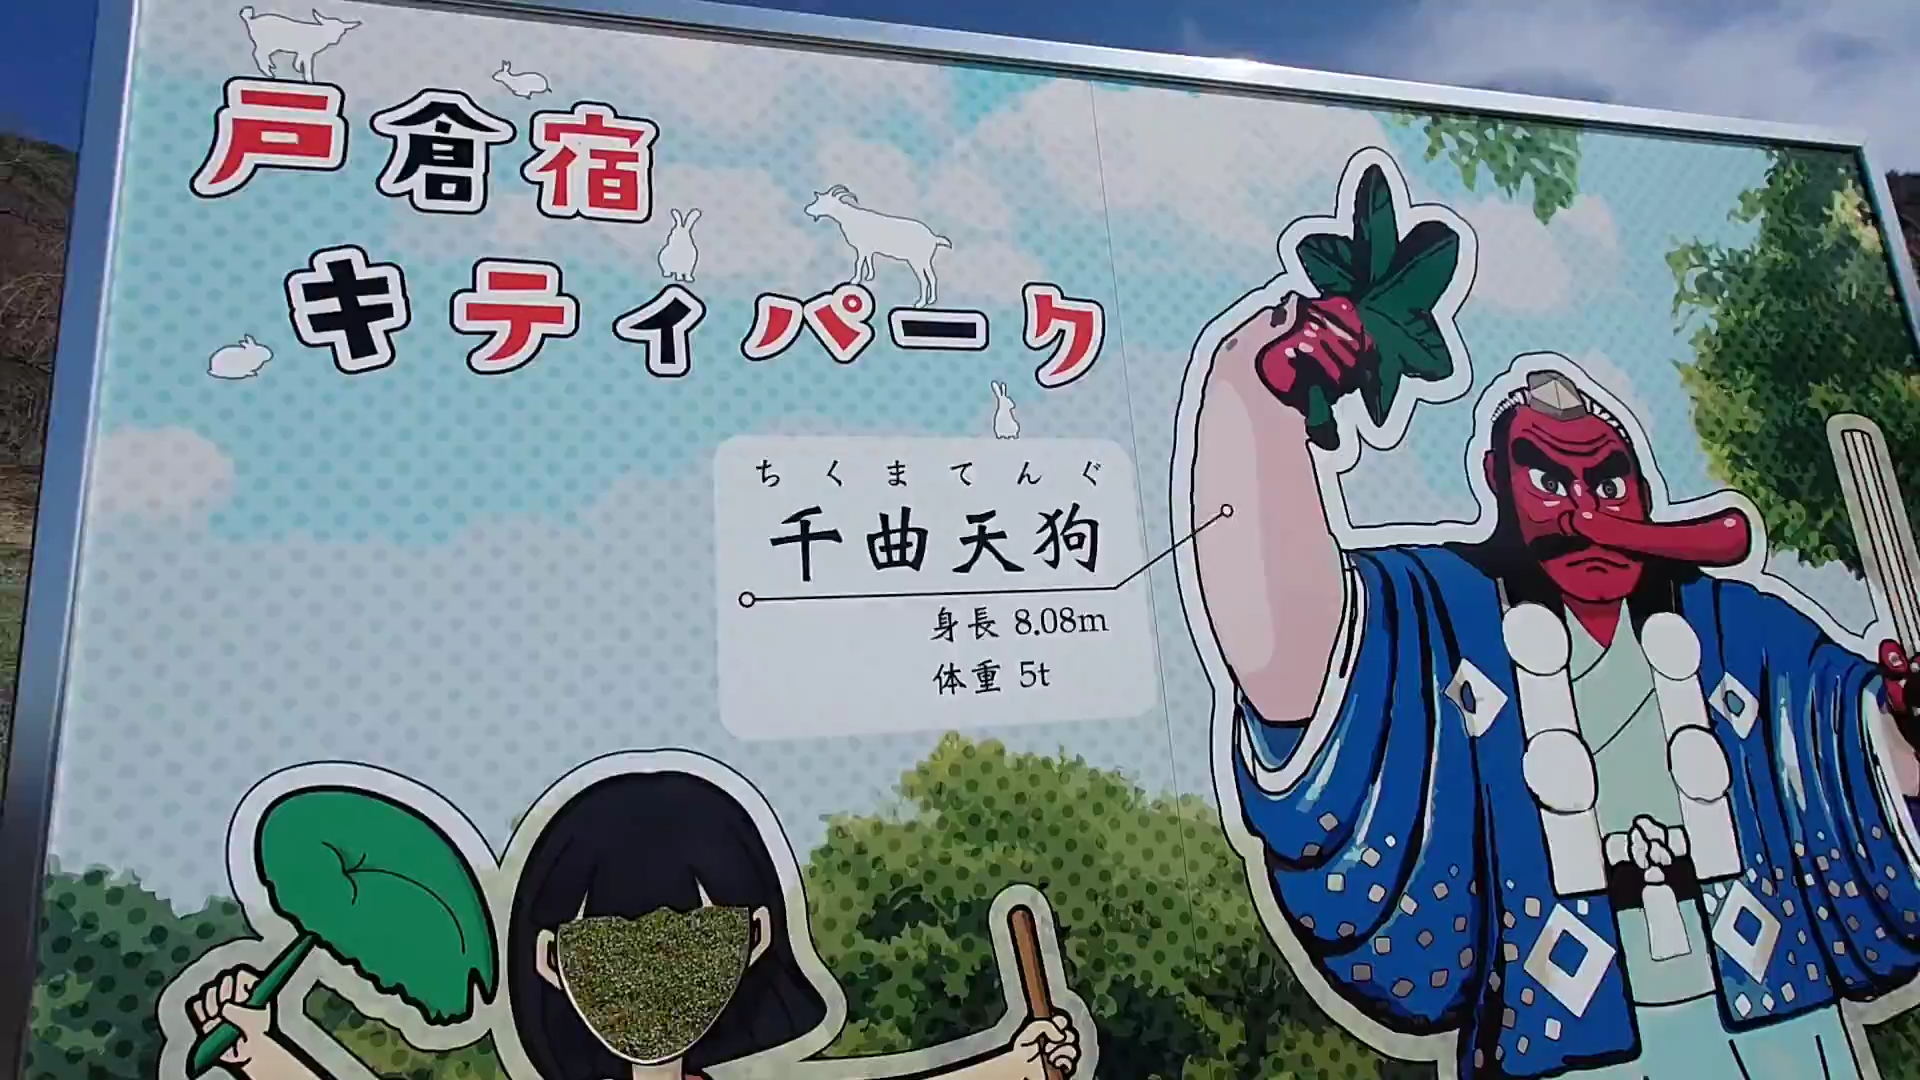 戸倉宿
キティパーク
ちくまてんぐ
千曲天狗
身長 8.08m
体重 5t